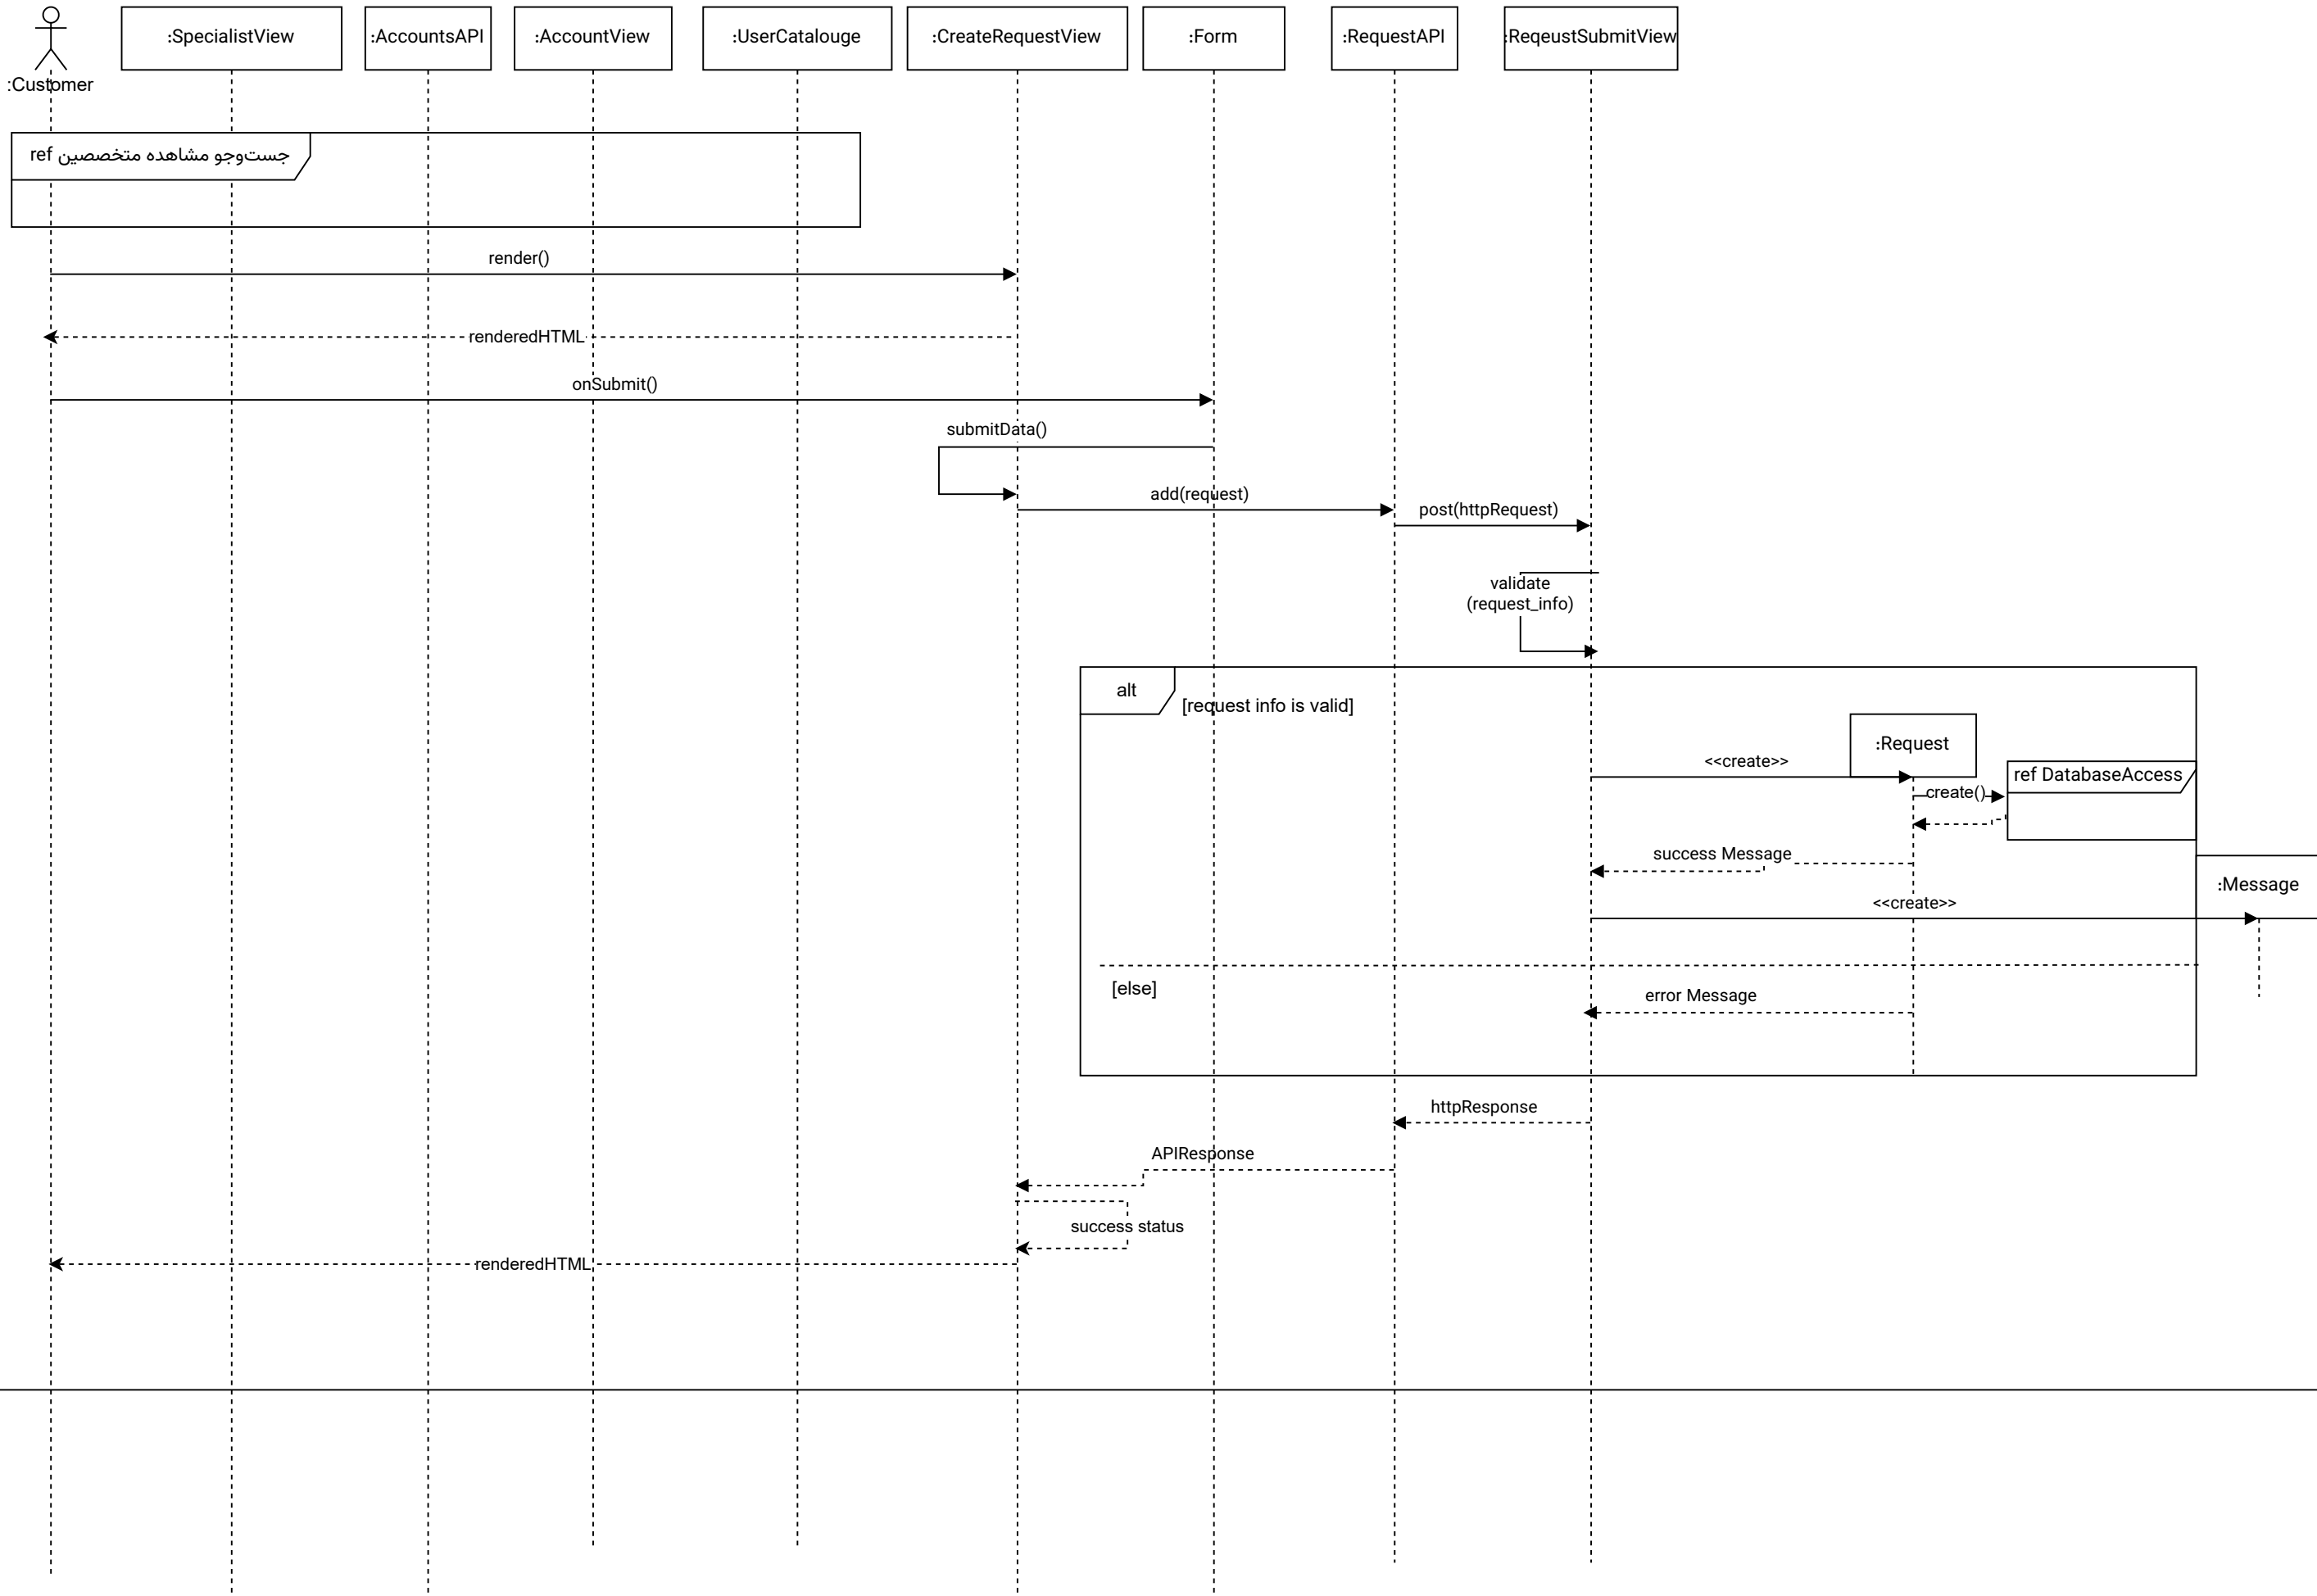 :Customer
:SpecialistView
:AccountsAPI
:AccountView
:UserCatalouge
:CreateRequestView
:Form
:RequestAPI
:ReqeustSubmitView
ref جست‌وجو مشاهده متخصصین
render()
renderedHTML
onSubmit()
submitData()
add(request)
post(httpRequest)
validate
(request_info)
alt
[request info is valid]
:Request
<<create>>
ref DatabaseAccess
create()
success Message
:Message
<<create>>
[else]
error Message
httpResponse
APIResponse
success status
renderedHTML